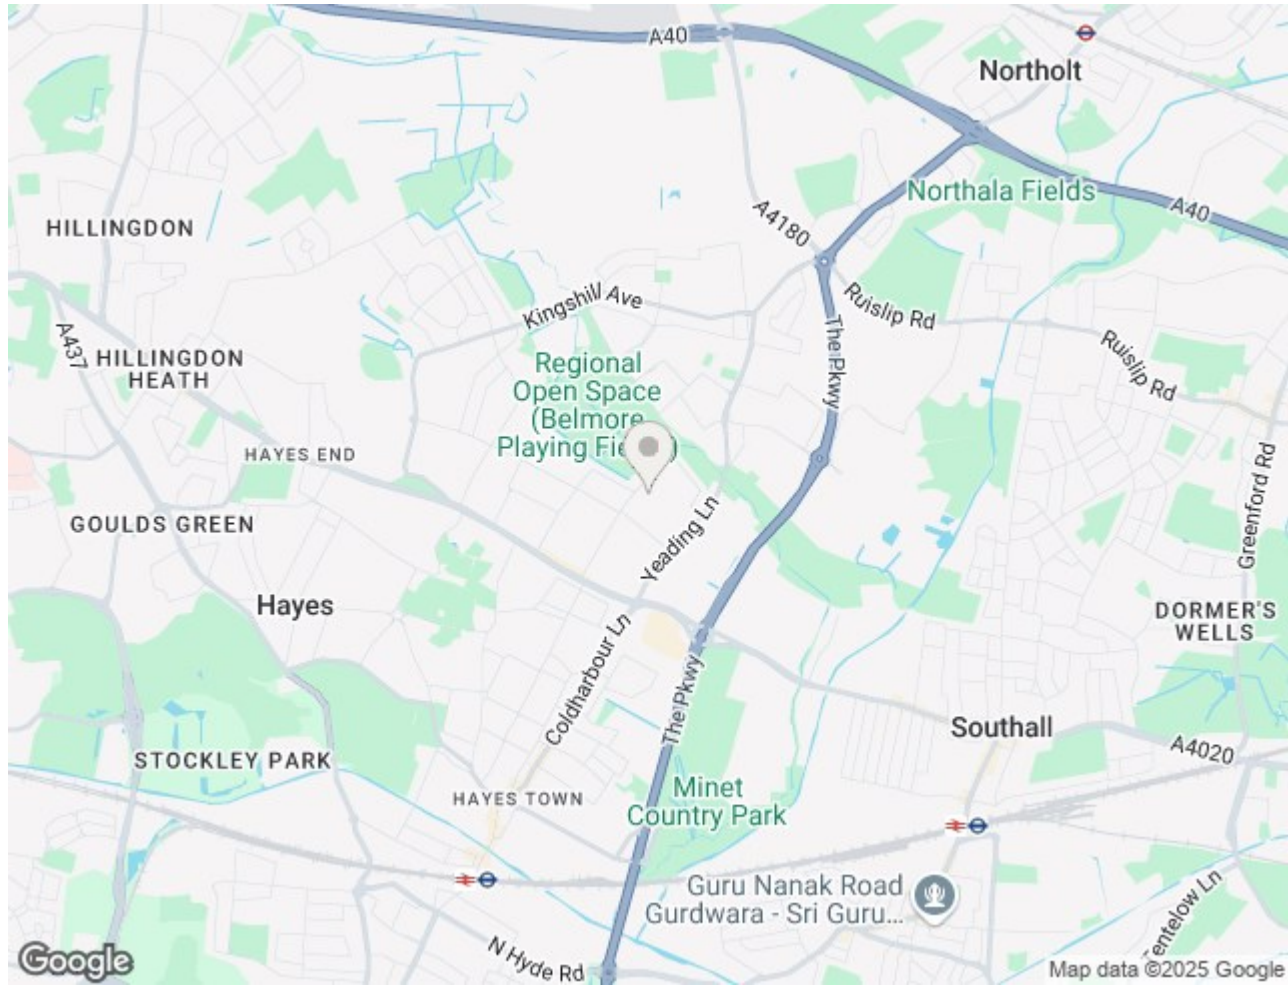 A40
Northolt
Northala Fields
A40
HILLINGDON
A4180
Kingshill Ave
Ruislip Rd
A437
The Pkwy
Ruislip Rd
HILLINGDON
HEATH
Regional
Open Space
(Belmore
Playing Fie
HAYES END
Greenford Rd
GOULDS GREEN
Yeading Ln
Hayes
DORMER'S
WELLS
Coldharbour Ln
The Pkwy
Southall
A4020
STOCKLEY PARK
Minet
Country Park
HAYES TOWN
Guru Nanak Road
Gurdwara - Sri Guru...
Tentelow Ln
N Hyde Rd
Google
Map data ©2025 Google